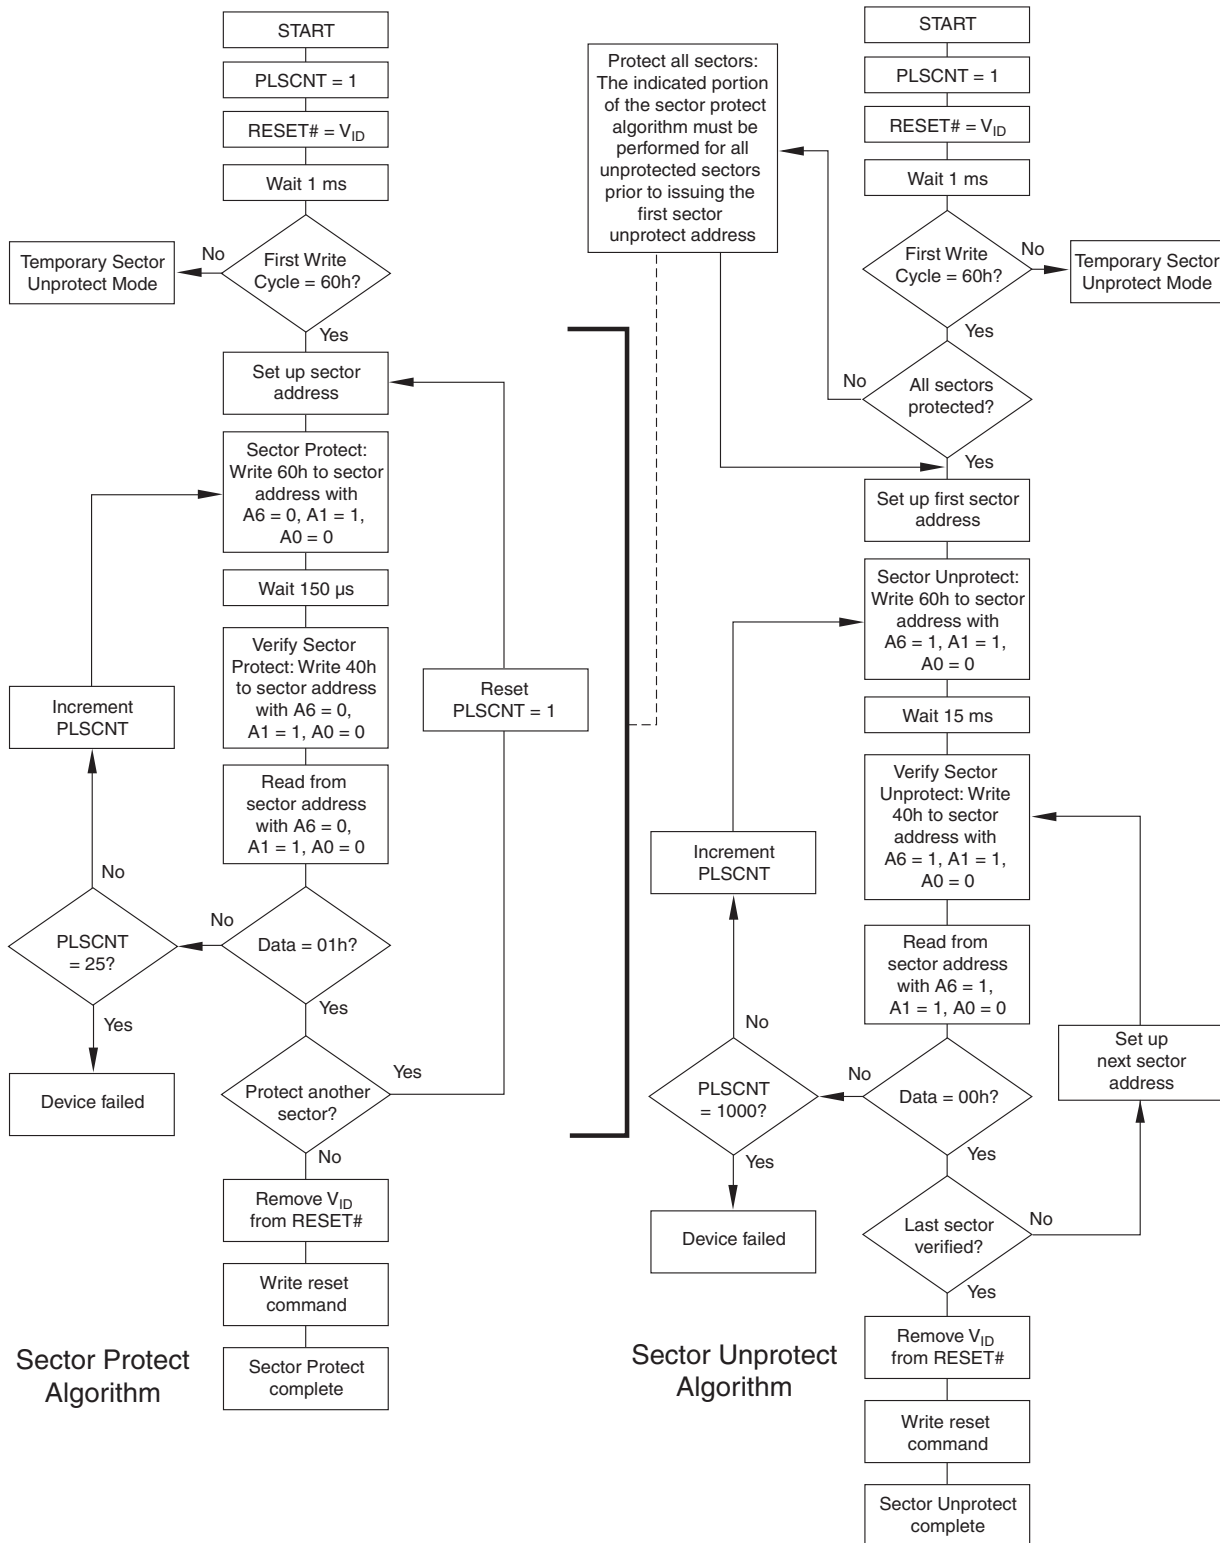 START
PLSCNT = 1
RESET# = VID
Wait 1 ms
First Write
Cycle = 60h?
No
Temporary Sector
Unprotect Mode
Yes
Set up sector
address
Sector Protect:
Write 60h to sector
address with
A6 = 0, A1 = 1,
A0 = 0
Wait 150 µs
Verify Sector
Protect: Write 40h
to sector address
with A6 = 0,
A1 = 1, A0 = 0
Increment
PLSCNT
Reset
PLSCNT = 1
Read from
sector address
with A6 = 0,
A1 = 1, A0 = 0
No
No
PLSCNT
= 25?
Data = 01h?
Yes
Yes
Device failed
Protect another
sector?
Yes
No
Remove VID
from RESET#
Write reset
command
Sector Protect
complete
Sector Protect
Algorithm
START
Protect all sectors:
The indicated portion
of the sector protect
algorithm must be
performed for all
unprotected sectors
prior to issuing the
first sector
unprotect address
PLSCNT = 1
RESET# = VID
Wait 1 ms
First Write
Cycle = 60h?
No
Temporary Sector
Unprotect Mode
Yes
No
All sectors
protected?
Yes
Set up first sector
address
Sector Unprotect:
Write 60h to sector
address with
A6 = 1, A1 = 1,
A0 = 0
Wait 15 ms
Verify Sector
Unprotect: Write
40h to sector
address with
A6 = 1, A1 = 1,
A0 = 0
Increment
PLSCNT
Read from
sector address
with A6 = 1,
A1 = 1, A0 = 0
No
No
Set up
next sector
address
PLSCNT
= 1000?
Data = 00h?
Yes
Yes
Device failed
Last sector
verified?
No
Yes
Remove VID
from RESET#
Write reset
command
Sector Unprotect
complete
Sector Unprotect
Algorithm